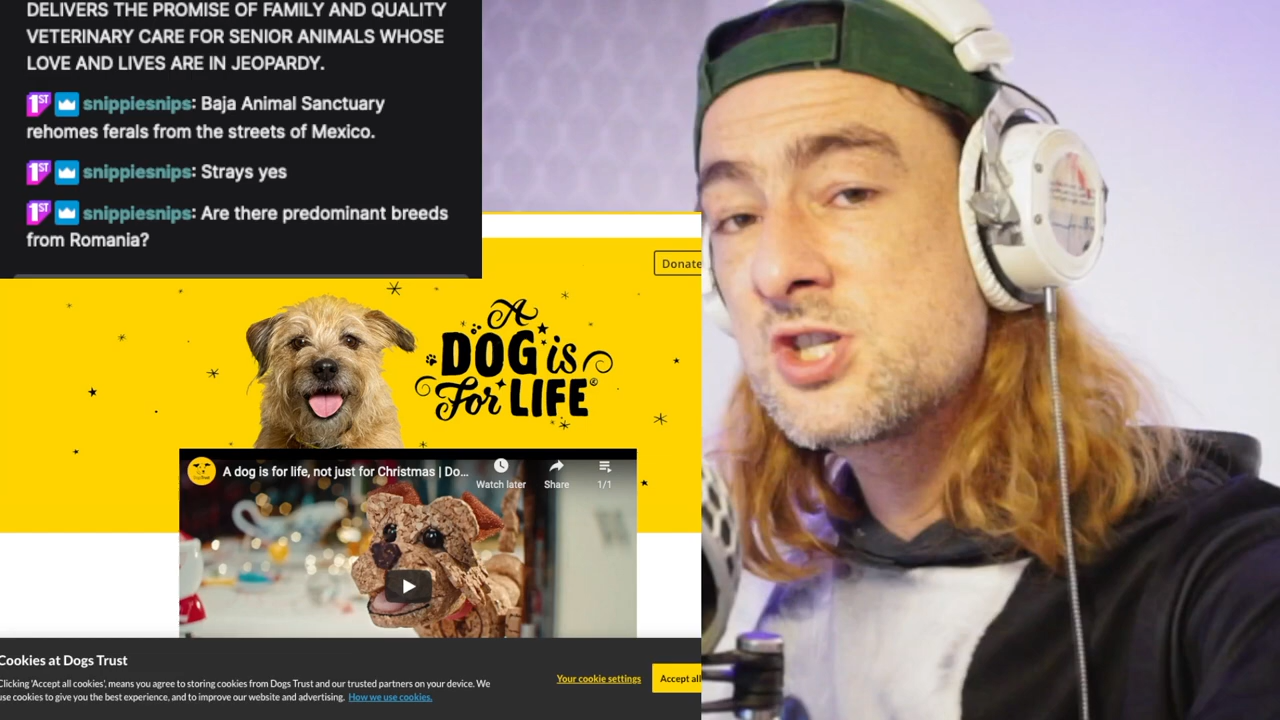 DELIVERS THE PROMISE OF FAMILY AND QUALITY
VETERINARY CARE FOR SENIOR ANIMALS WHOSE
LOVE AND LIVES ARE IN JEOPARDY.
1ST snippiesnips: Baja Animal Sanctuary
rehomes ferals from the streets of Mexico.
1ST snippiesnips: Strays yes
1ST snippiesnips: Are there predominant breeds
from Romania?
Donate
A
DOG is
For LIFE®
A dog is for life, not just for Christmas | Do...
Watch later
Share
1/1
Cookies at Dogs Trust
Clicking 'Accept all cookies', means you agree to storing cookies from Dogs Trust and our trusted partners on your device. We
use cookies to give you the best experience, and to improve our website and advertising. How we use cookies.
Your cookie settings
Accept all